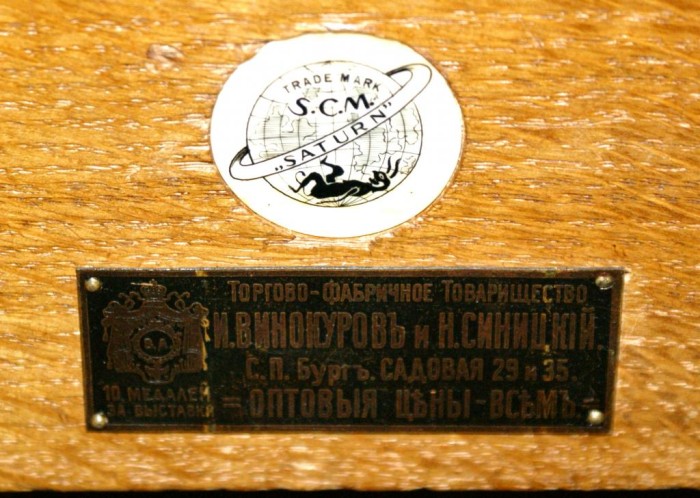 TRADE MARK
S.C.M.
„SATURN”
ТОРГОВО-ФАБРИЧНОЕ ТОВАРИЩЕСТВО
И.ВИНОКУРОВЪ и Н.СИНИЦКІЙ.
С.П. Бургъ. САДОВАЯ 29 и 35.
=ОПТОВЫЯ ЦѢНЫ-ВСѢМЪ.=
10 МЕДАЛЕЙ
ЗА ВЫСТАВКИ